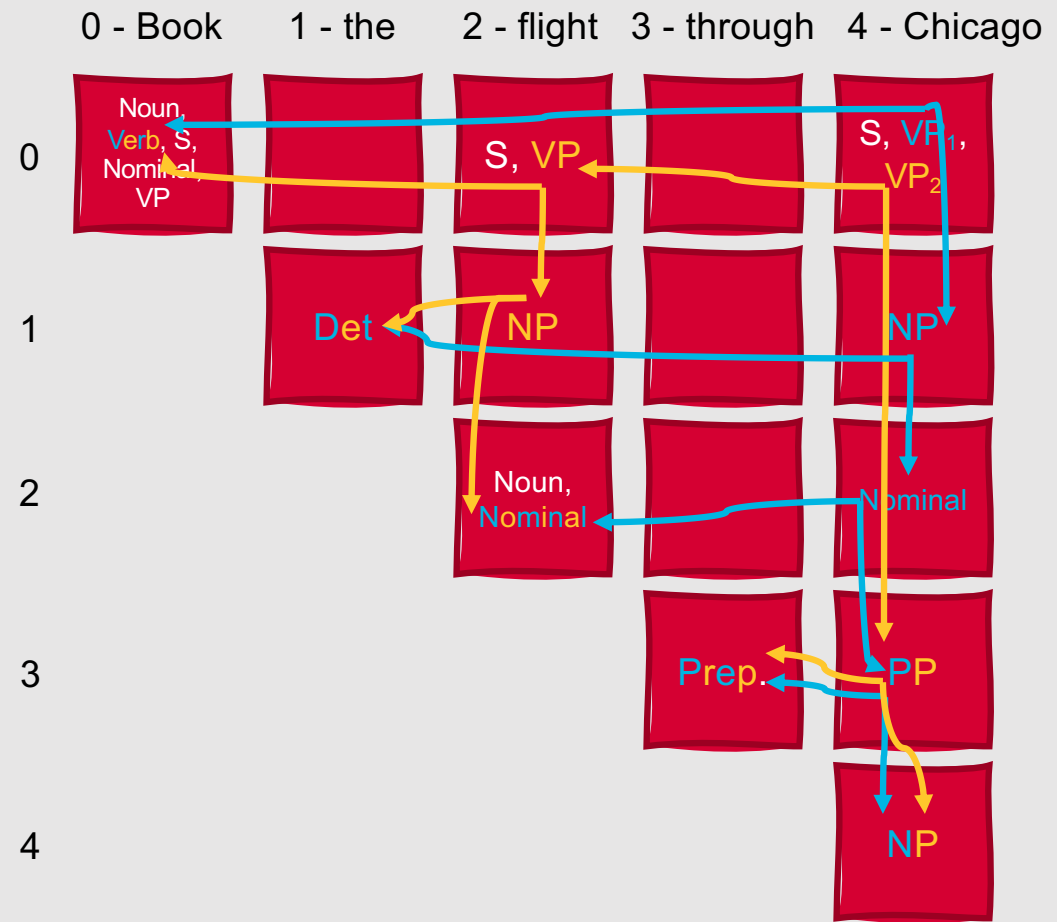 0 - Book 1 - the 2 - flight 3 - through 4 - Chicago
0
Noun,
Verb, S,
Nominal,
VP
S, VP
S, VP1,
VP2
1
Det
NP
NP
2
Noun,
Nominal
Nominal
3
Prep.
PP
4
NP